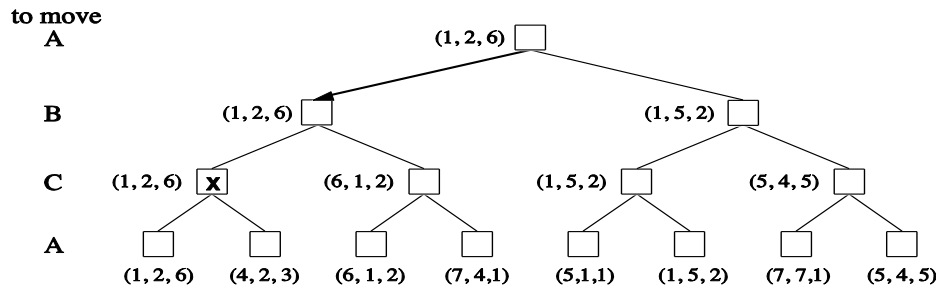 to move
A (1, 2, 6)
B (1, 2, 6) (1, 5, 2)
C (1, 2, 6) X (6, 1, 2) (1, 5, 2) (5, 4, 5)
A
(1, 2, 6) (4, 2, 3) (6, 1, 2) (7, 4,1) (5,1,1) (1, 5, 2) (7, 7,1) (5, 4, 5)